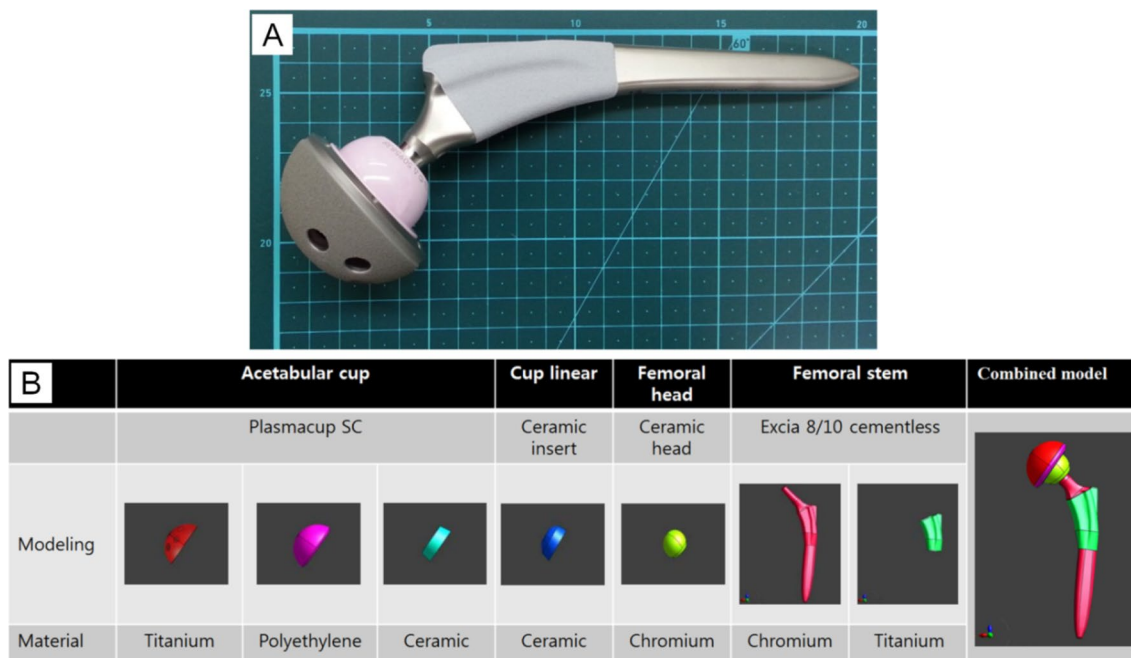 A
5 10 15 20
60°
25
20
B
Acetabular cup Cup linear Femoral head Femoral stem Combined model
Plasmacup SC Ceramic insert Ceramic head Excia 8/10 cementless
Modeling
Material Titanium Polyethylene Ceramic Ceramic Chromium Chromium Titanium